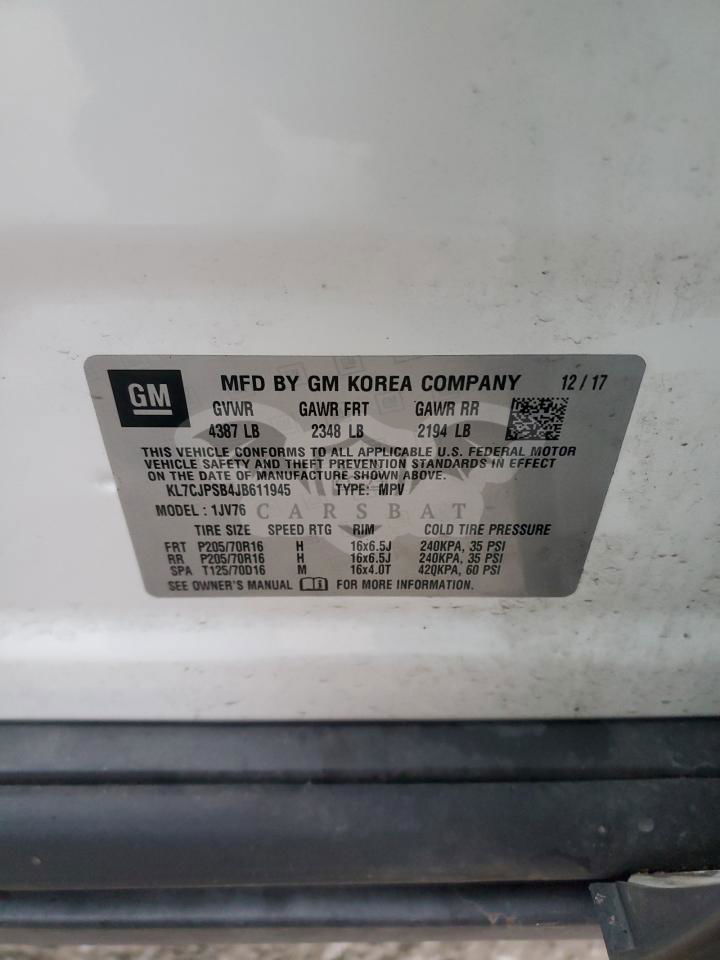 GM MFD BY GM KOREA COMPANY 12/17
GVWR GAWR FRT GAWR RR
4387 LB 2348 LB 2194 LB
THIS VEHICLE CONFORMS TO ALL APPLICABLE U.S. FEDERAL MOTOR
VEHICLE SAFETY AND THEFT PREVENTION STANDARDS IN EFFECT
ON THE DATE OF MANUFACTURE SHOWN ABOVE.
KL7CJPSB4JB611945 TYPE: MPV
MODEL : 1JV76
CARSBAT
TIRE SIZE SPEED RTG RIM COLD TIRE PRESSURE
FRT P205/70R16 H 16x6.5J 240KPA, 35 PSI
RR P205/70R16 H 16x6.5J 240KPA, 35 PSI
SPA T125/70D16 M 16x4.0T 420KPA, 60 PSI
SEE OWNER'S MANUAL FOR MORE INFORMATION.